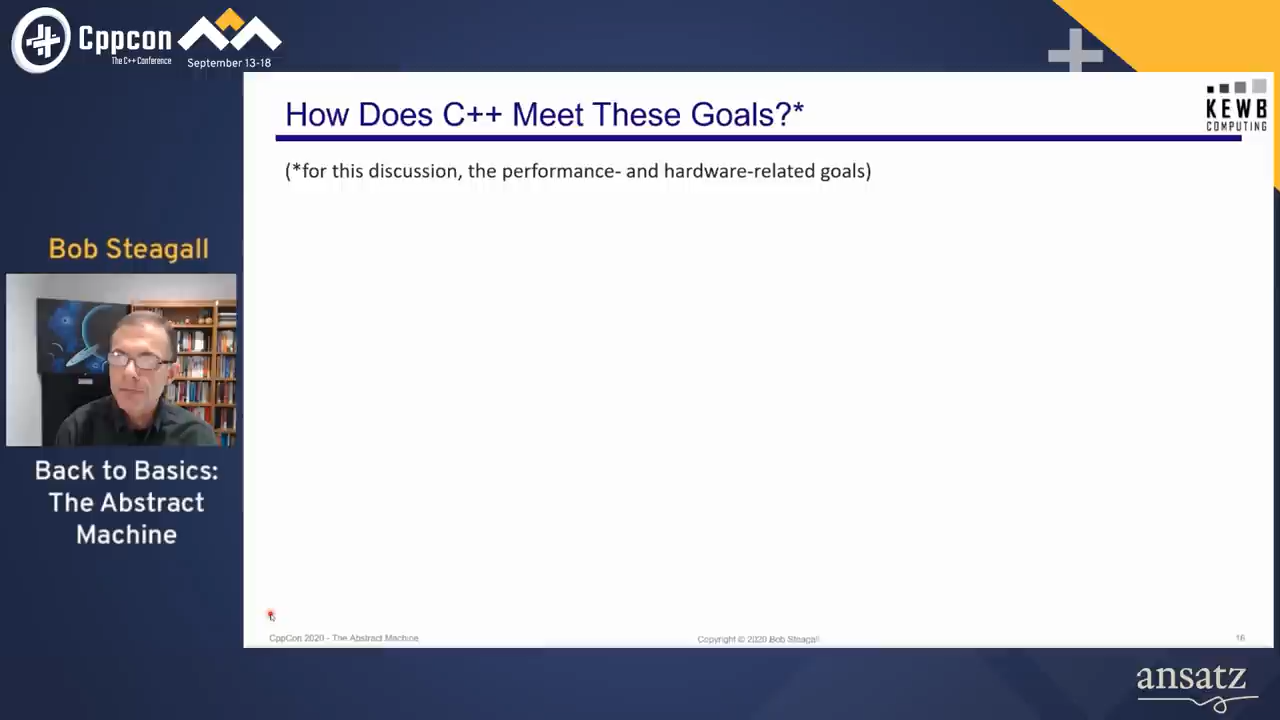 Cppcon
The C++ Conference
September 13-18
How Does C++ Meet These Goals?*
KEWB
COMPUTING
(*for this discussion, the performance- and hardware-related goals)
Bob Steagall
Back to Basics:
The Abstract
Machine
CppCon 2020 - The Abstract Machine
Copyright © 2020 Bob Steagall
16
ansatz